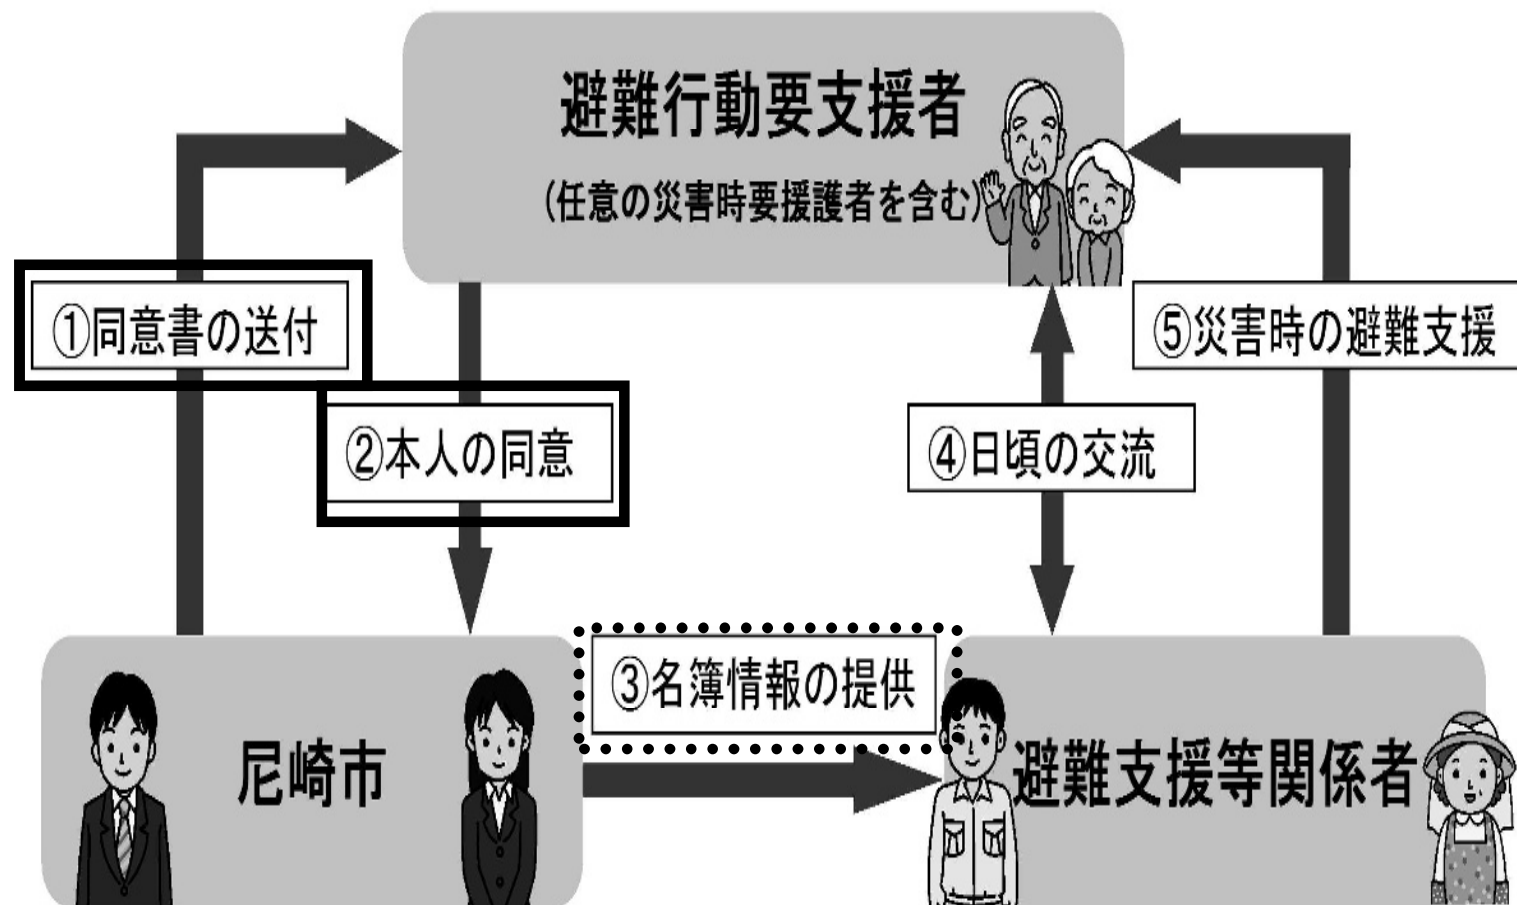 避難行動要支援者
(任意の災害時要援護者を含む)
①同意書の送付
⑤災害時の避難支援
②本人の同意
④日頃の交流
③名簿情報の提供
尼崎市
避難支援等関係者